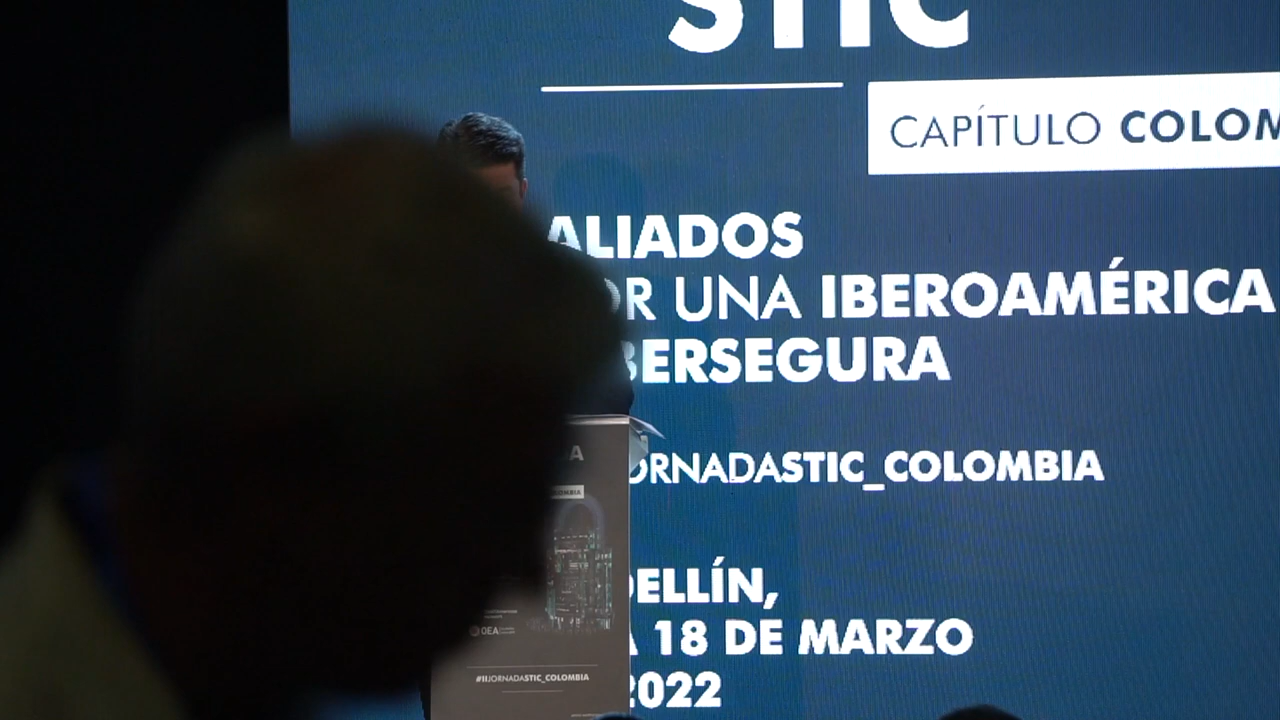 STIC
CAPÍTULO COLOM
ALIADOS
OR UNA IBEROAMÉRICA
BERSEGURA
ORNADASTIC_COLOMBIA
DELLÍN,
A 18 DE MARZO
2022
OEA
#IIJORNADASTIC_COLOMBIA